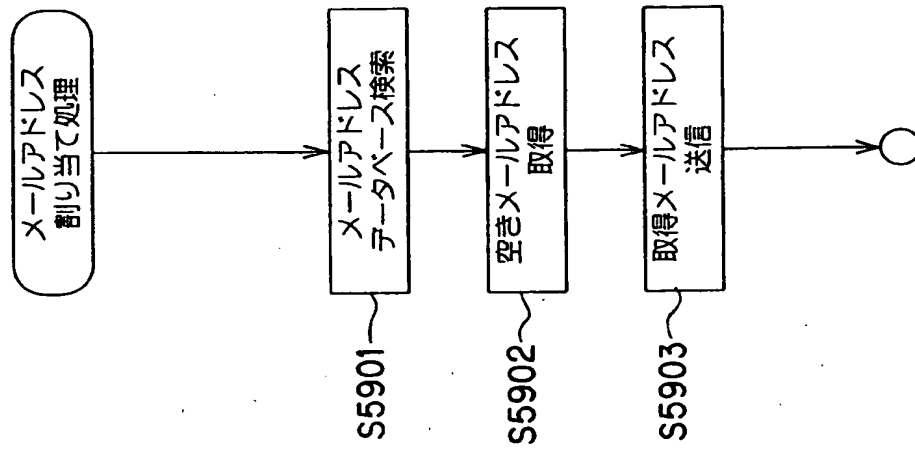 メールアドレス
割り当て処理
メールアドレス
データベース検索
S5901
空きメールアドレス
取得
S5902
取得メールアドレス
送信
S5903